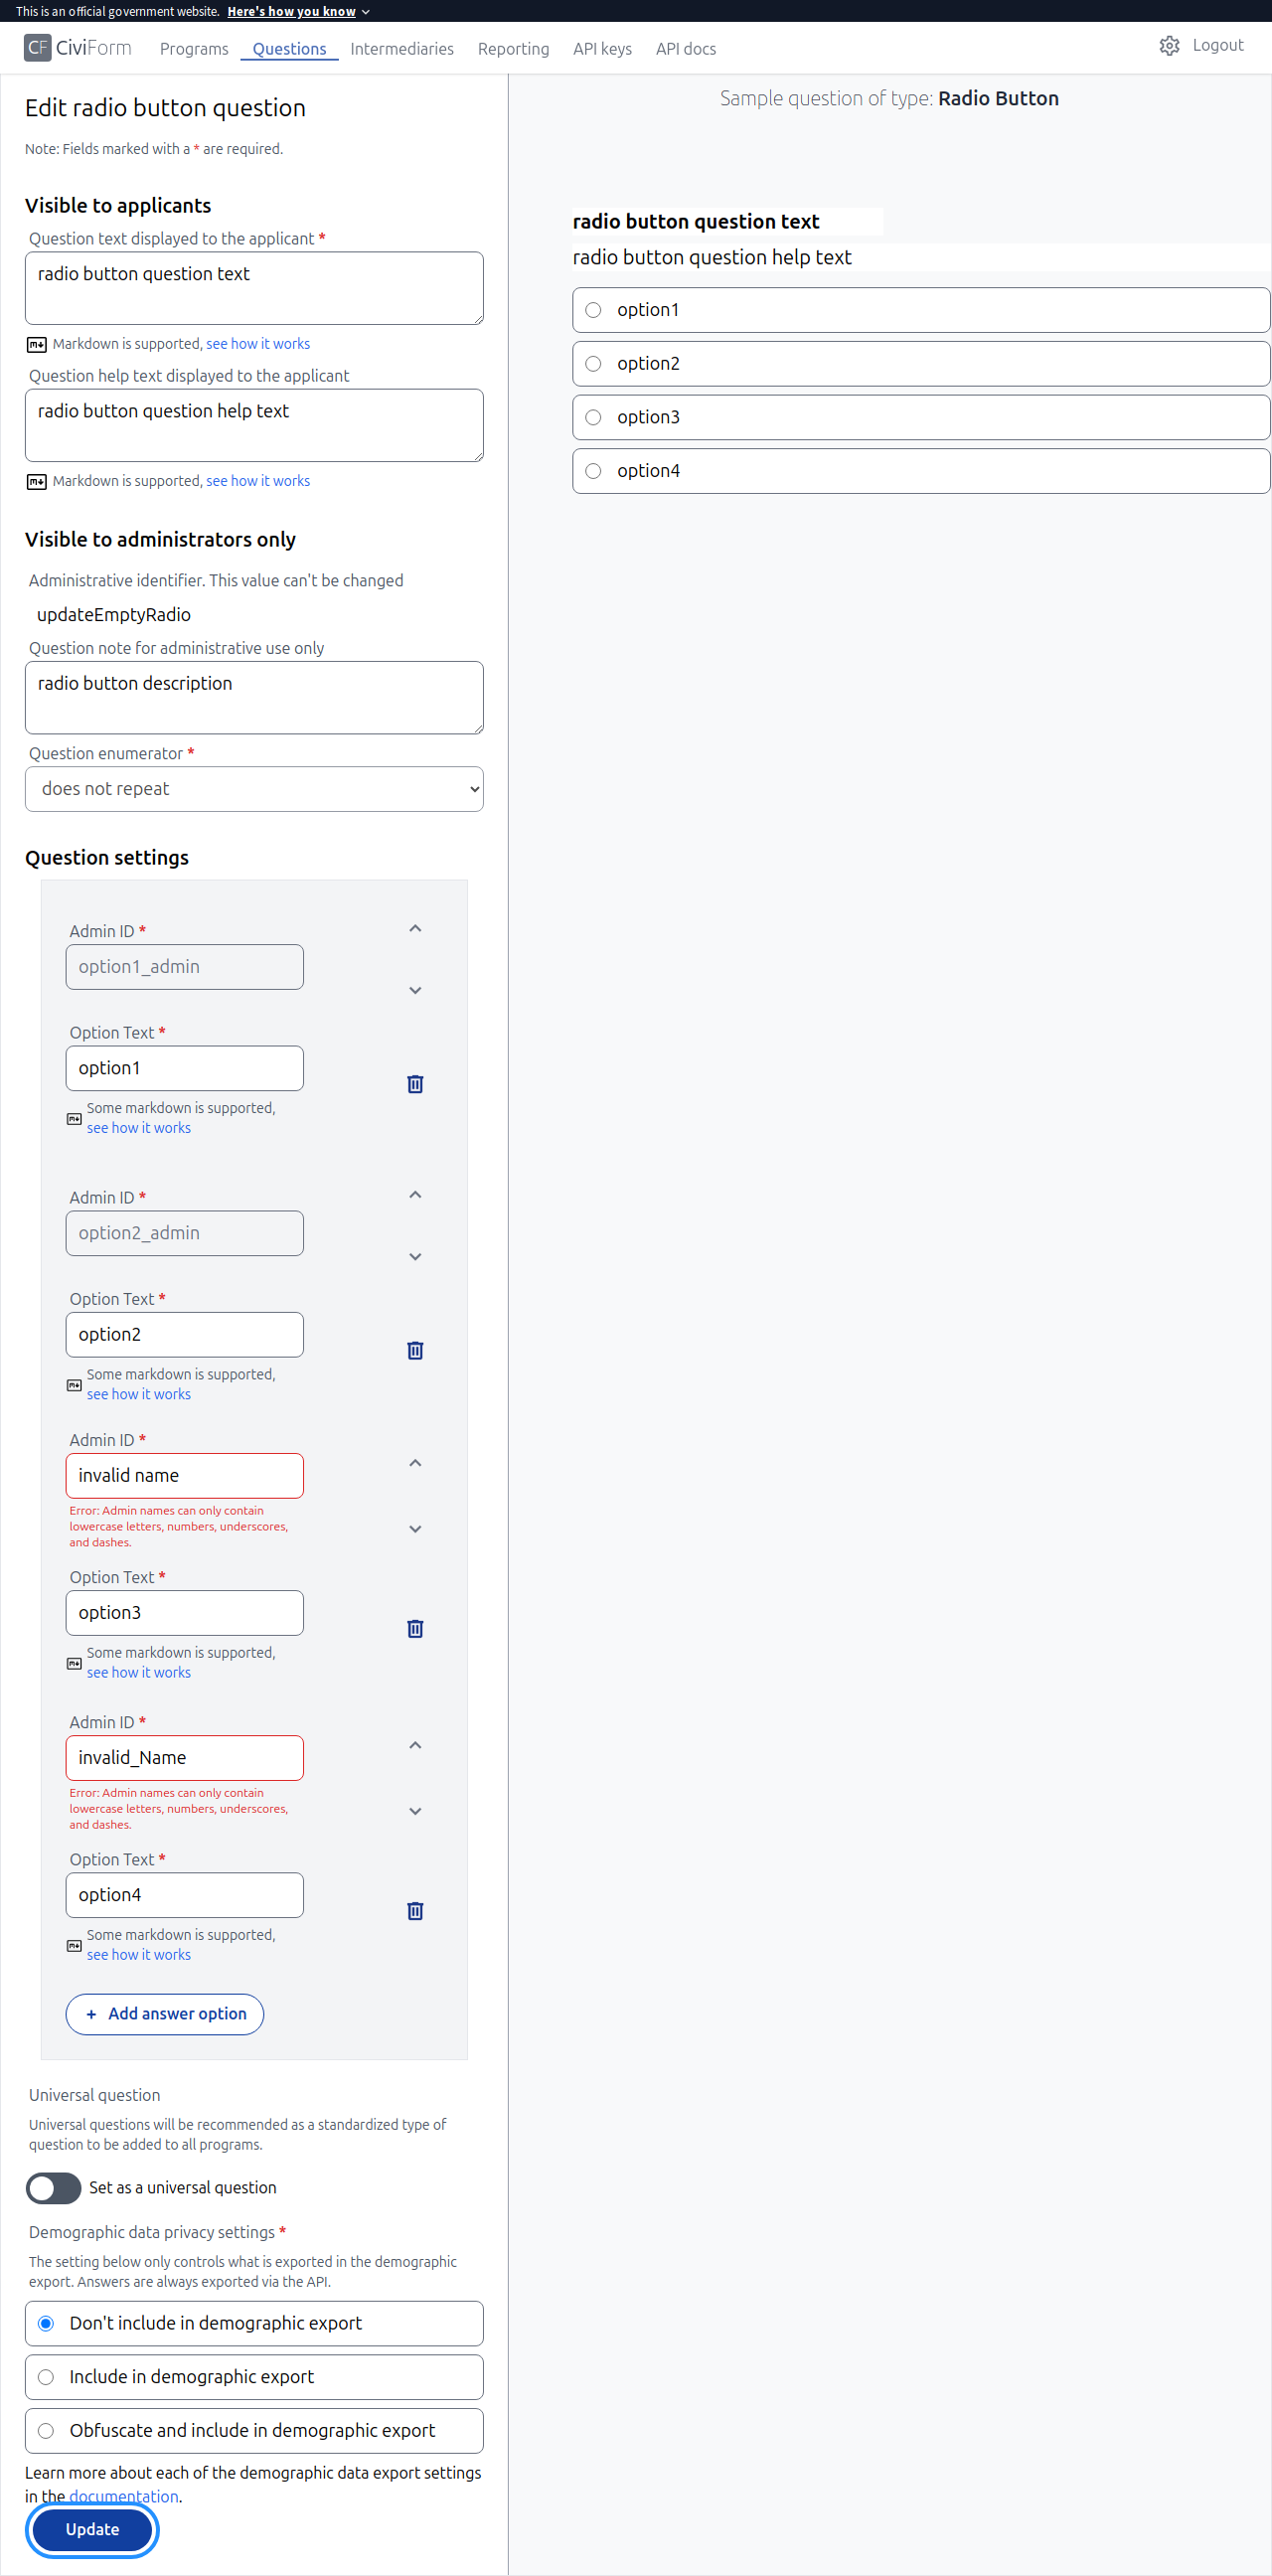 This is an official government website. Here's how you know
CF CiviForm Programs Questions Intermediaries Reporting API keys API docs Logout
Edit radio button question
Note: Fields marked with a * are required.
Visible to applicants
Question text displayed to the applicant *
radio button question text
Markdown is supported, see how it works
Question help text displayed to the applicant
radio button question help text
Markdown is supported, see how it works
Visible to administrators only
Administrative identifier. This value can't be changed
updateEmptyRadio
Question note for administrative use only
radio button description
Question enumerator *
does not repeat
Question settings
Admin ID *
option1_admin
Option Text *
option1
Some markdown is supported,
see how it works
Admin ID *
option2_admin
Option Text *
option2
Some markdown is supported,
see how it works
Admin ID *
invalid name
Error: Admin names can only contain
lowercase letters, numbers, underscores,
and dashes.
Option Text *
option3
Some markdown is supported,
see how it works
Admin ID *
invalid_Name
Error: Admin names can only contain
lowercase letters, numbers, underscores,
and dashes.
Option Text *
option4
Some markdown is supported,
see how it works
+ Add answer option
Universal question
Universal questions will be recommended as a standardized type of
question to be added to all programs.
Set as a universal question
Demographic data privacy settings *
The setting below only controls what is exported in the demographic
export. Answers are always exported via the API.
Don't include in demographic export
Include in demographic export
Obfuscate and include in demographic export
Learn more about each of the demographic data export settings
in the documentation.
Update
Sample question of type: Radio Button
radio button question text
radio button question help text
option1
option2
option3
option4